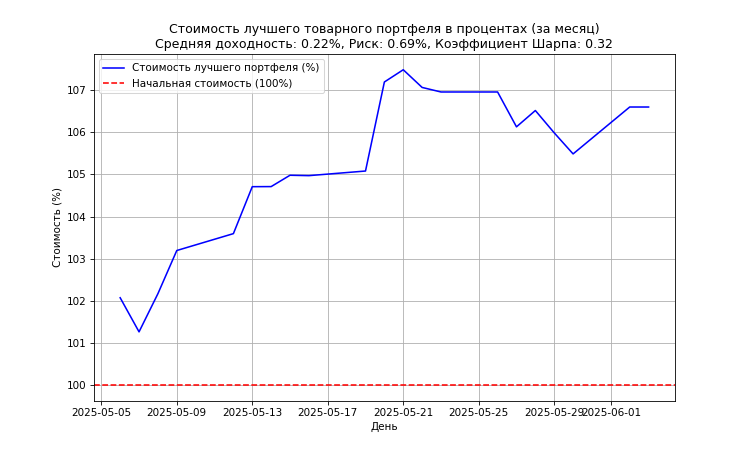 Стоимость лучшего товарного портфеля в процентах (за месяц)
Средняя доходность: 0.22%, Риск: 0.69%, Коэффициент Шарпа: 0.32
Стоимость лучшего портфеля (%)
Начальная стоимость (100%)
Стоимость (%)
107
106
105
104
103
102
101
100
2025-05-05 2025-05-09 2025-05-13 2025-05-17 2025-05-21 2025-05-25 2025-05-29 2025-06-01
День